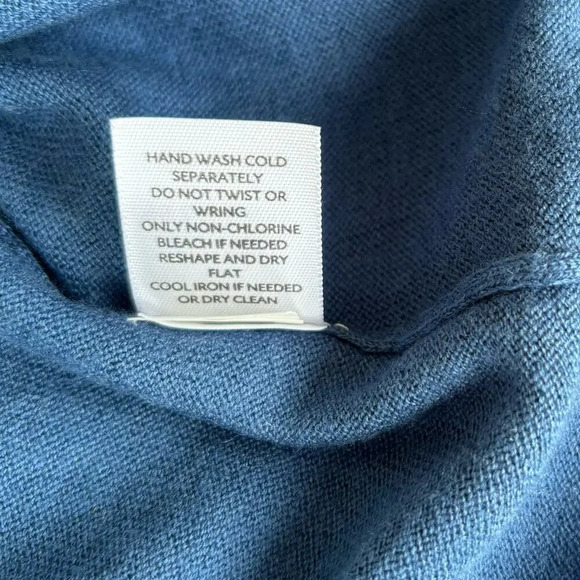 HAND WASH COLD
SEPARATELY
DO NOT TWIST OR
WRING
ONLY NON-CHLORINE
BLEACH IF NEEDED
RESHAPE AND DRY
FLAT
COOL IRON IF NEEDED
OR DRY CLEAN